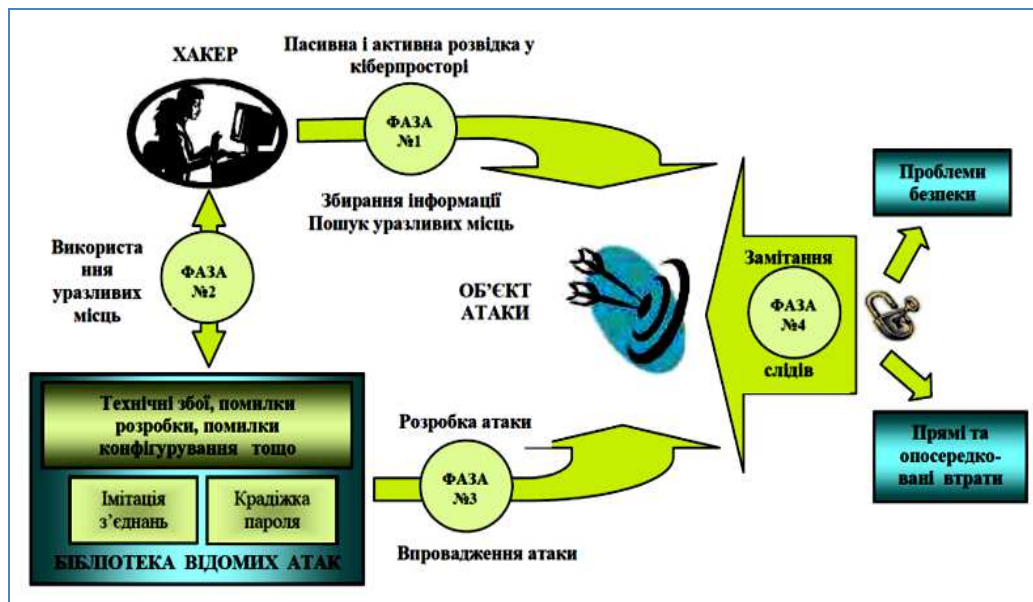 ХАКЕР
Пасивна і активна розвідка у
кіберпросторі
ФАЗА
№1
Збирання інформації
Пошук уразливих місць
Використа
ння
уразливих
місць
ФАЗА
№2
ОБ’ЄКТ
АТАКИ
Замітання
ФАЗА
№4
слідів
Проблеми
безпеки
Прямі та
опосередко-
вані втрати
Технічні збої, помилки
розробки, помилки
конфігурування тощо
Імітація
з’єднань
Крадіжка
пароля
БІБЛІОТЕКА ВІДОМИХ АТАК
Розробка атаки
ФАЗА
№3
Впровадження атаки